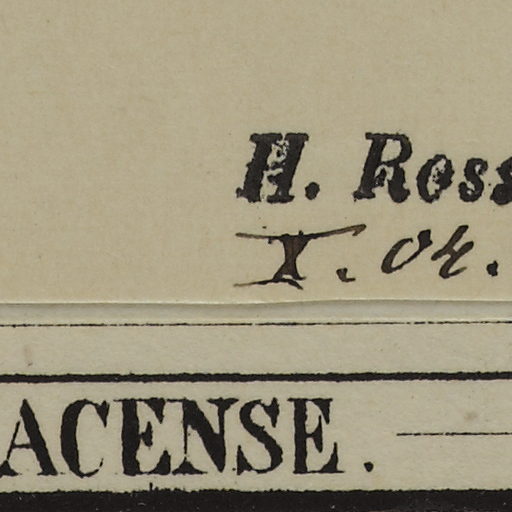 H. Ross
X. 04.
ACENSE.